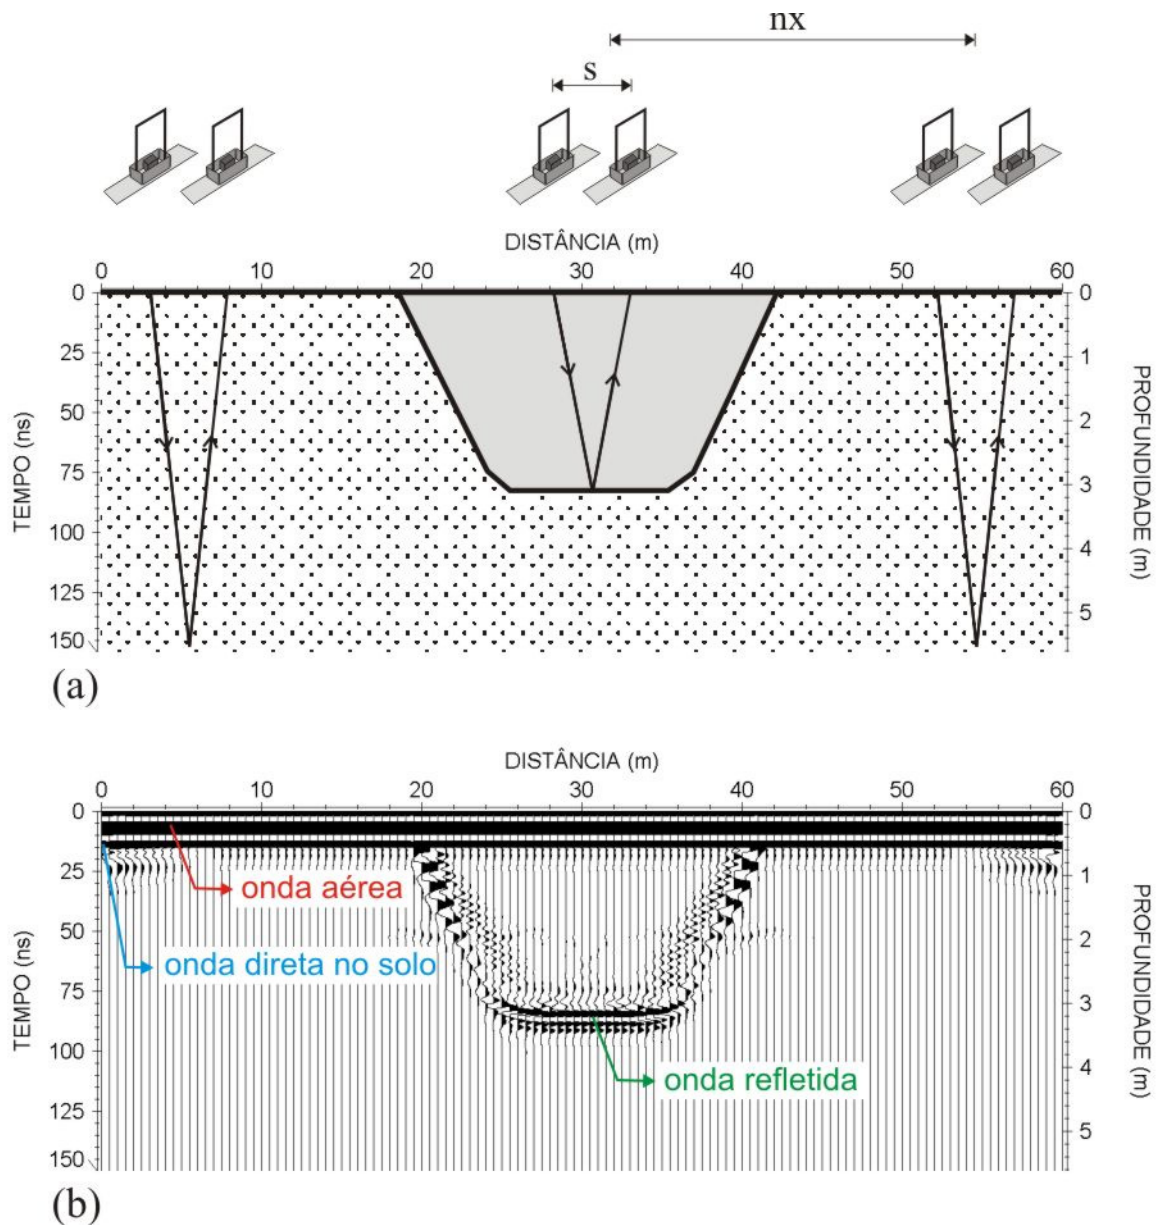 nx
s
DISTÂNCIA (m)
0 10 20 30 40 50 60
0 0
25
1
50
2
75
3
100
4
125
5
150
TEMPO (ns)
PROFUNDIDADE (m)
(a)
DISTÂNCIA (m)
0 10 20 30 40 50 60
0 0
25 1
onda aérea
50 2
onda direta no solo
75 3
100
onda refletida
4
125
5
150
TEMPO (ns)
PROFUNDIDADE (m)
(b)